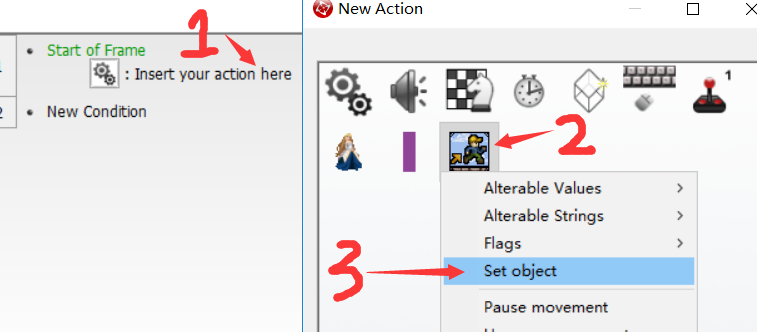 New Action
1
Start of Frame
: Insert your action here
2
New Condition
1
2
Alterable Values
Alterable Strings
Flags
3
Set object
Pause movement